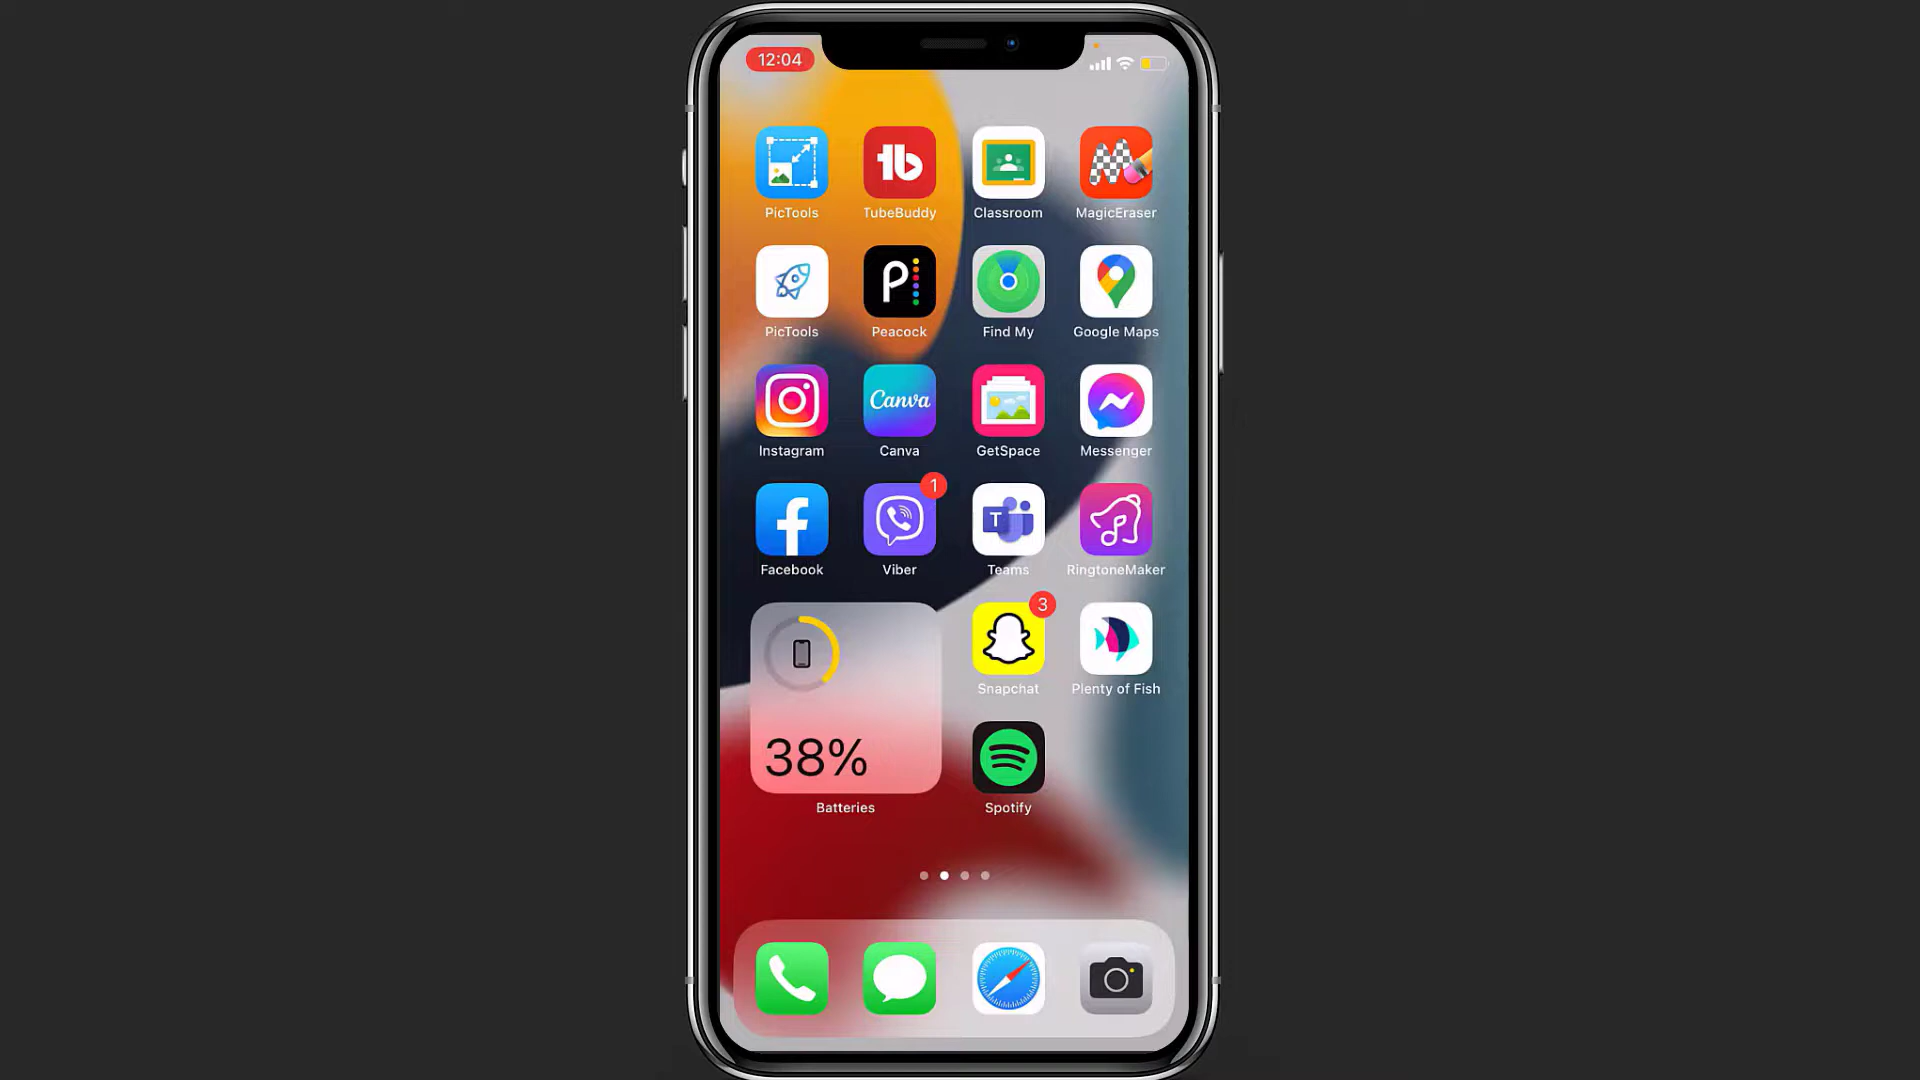 12:04
PicTools
TubeBuddy
Classroom
MagicEraser
PicTools
Peacock
Find My
Google Maps
Canva
Instagram
Canva
GetSpace
Messenger
1
T
Facebook
Viber
Teams
RingtoneMaker
3
Snapchat
Plenty of Fish
38%
Batteries
Spotify